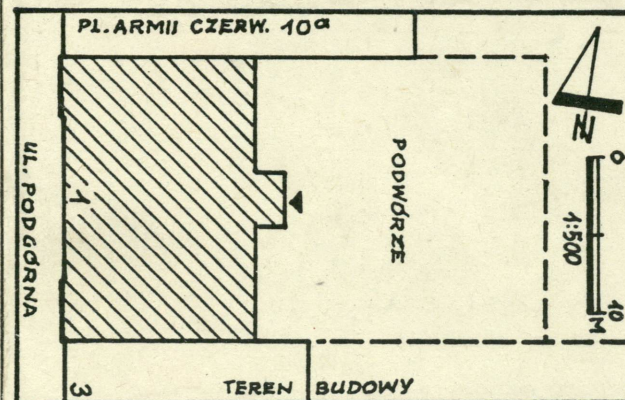 PL. ARMII CZERW. 10a
UL. PODGÓRNA
1
PODWÓRZE
N
0
1:500
10
M
3
TEREN BUDOWY